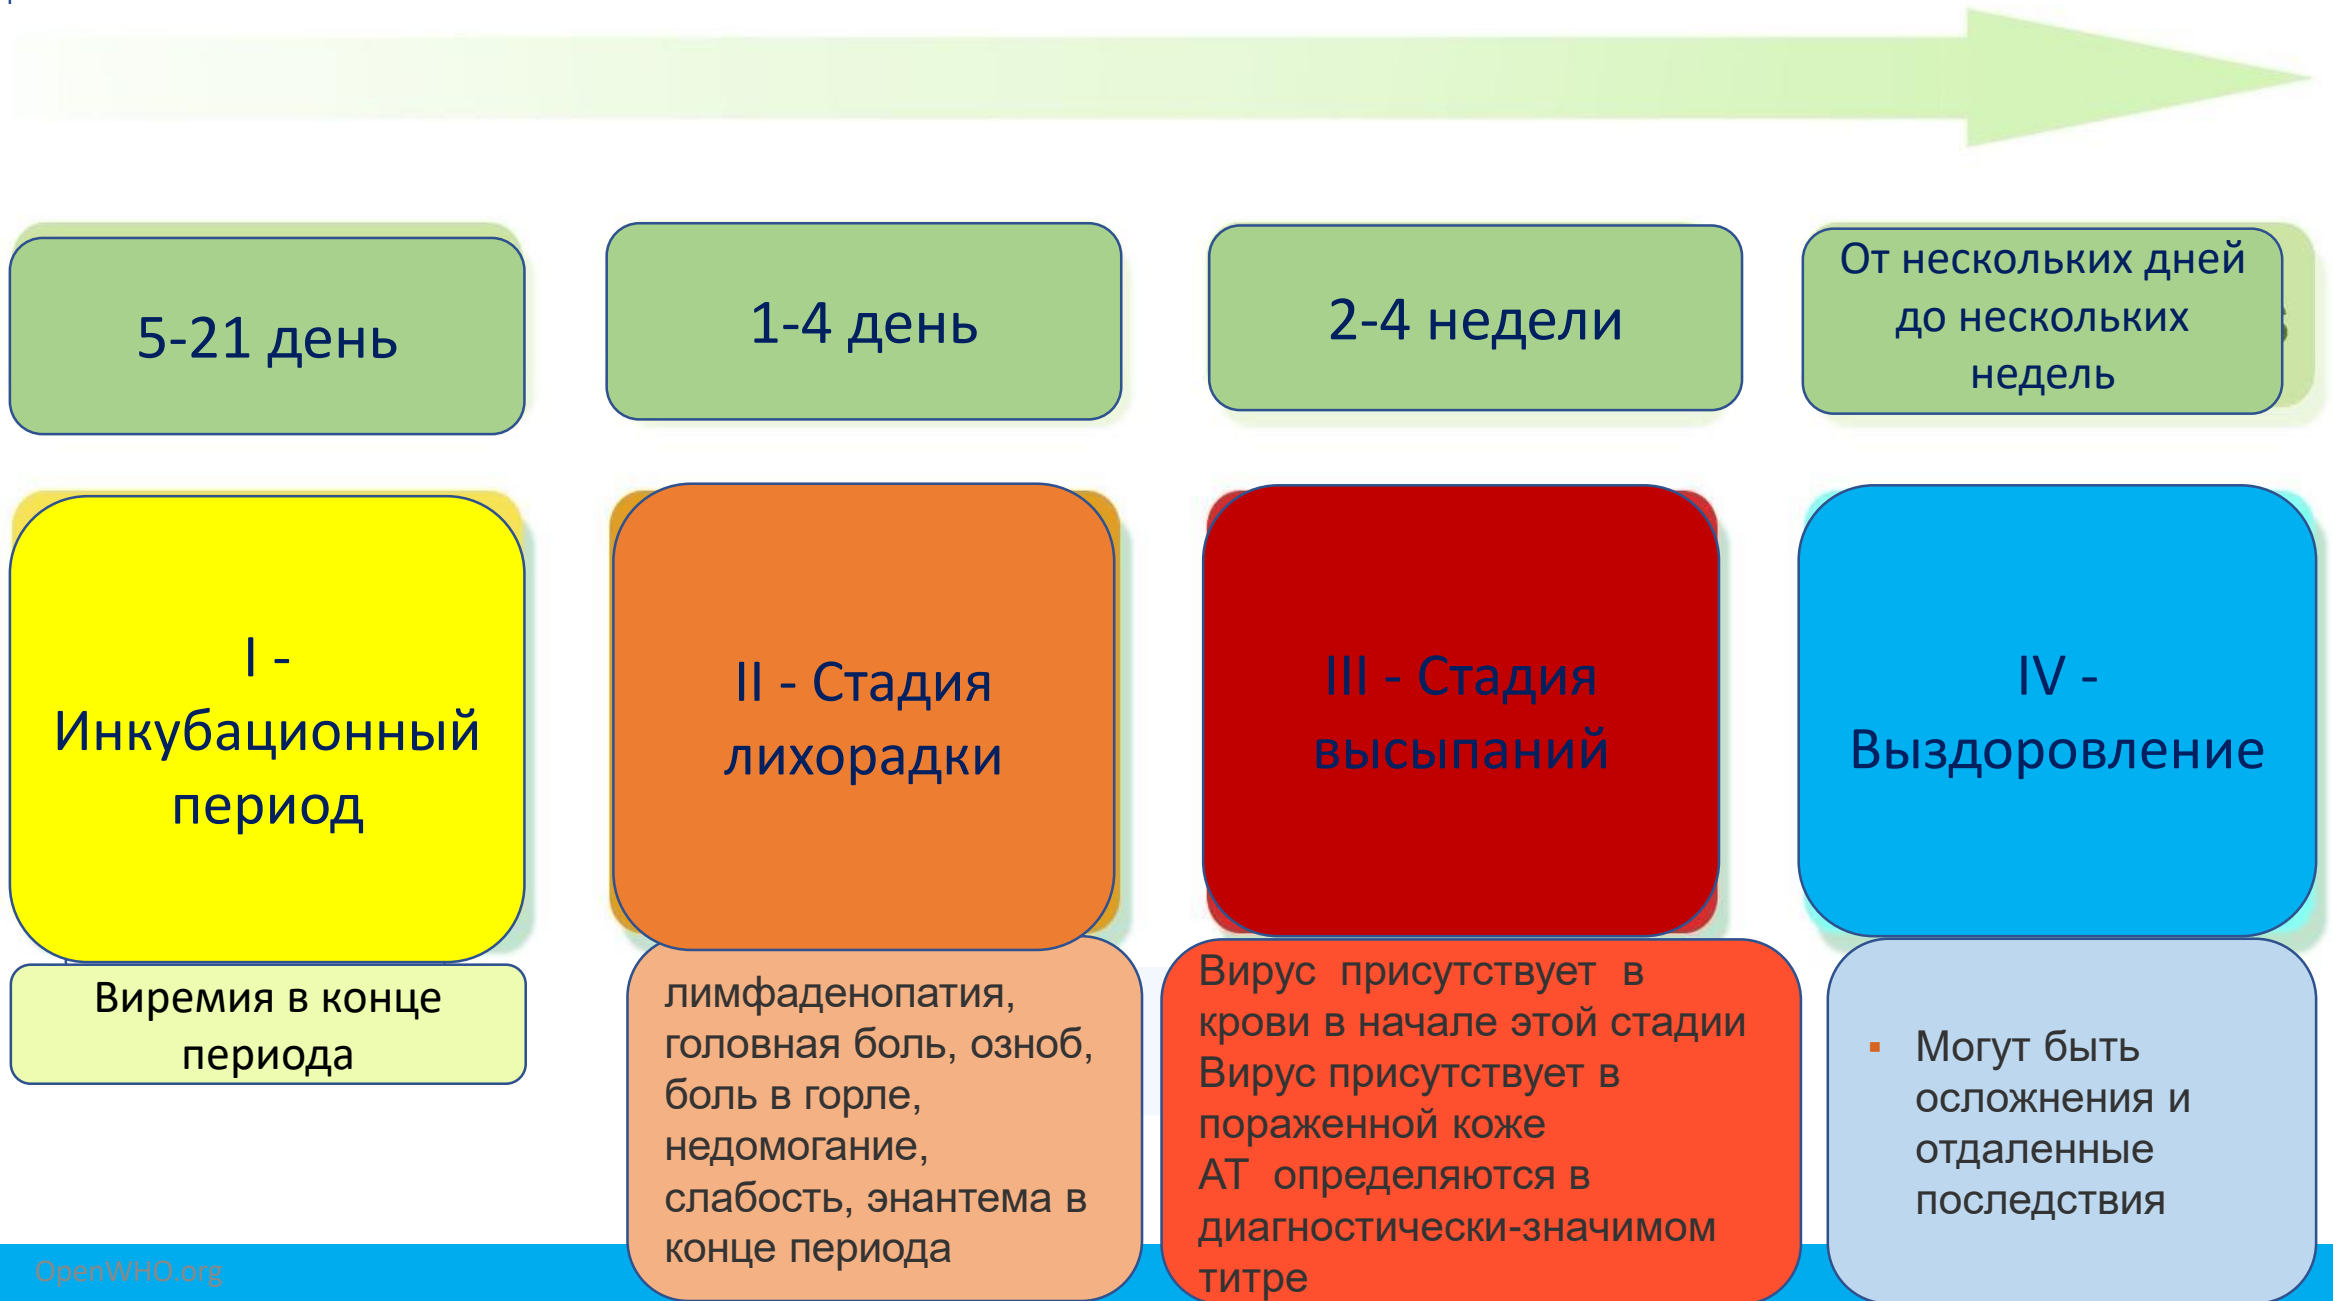 5-21 день
1-4 день
2-4 недели
От нескольких дней
до нескольких
недель
I -
Инкубационный
период
II - Стадия
лихорадки
III - Стадия
высыпаний
IV -
Выздоровление
Виремия в конце
периода
лимфаденопатия,
головная боль, озноб,
боль в горле,
недомогание,
слабость, энантема в
конце периода
Вирус присутствует в
крови в начале этой стадии
Вирус присутствует в
пораженной коже
АТ определяются в
диагностически-значимом
титре
▪ Могут быть
осложнения и
отдаленные
последствия
OpenWHO.org